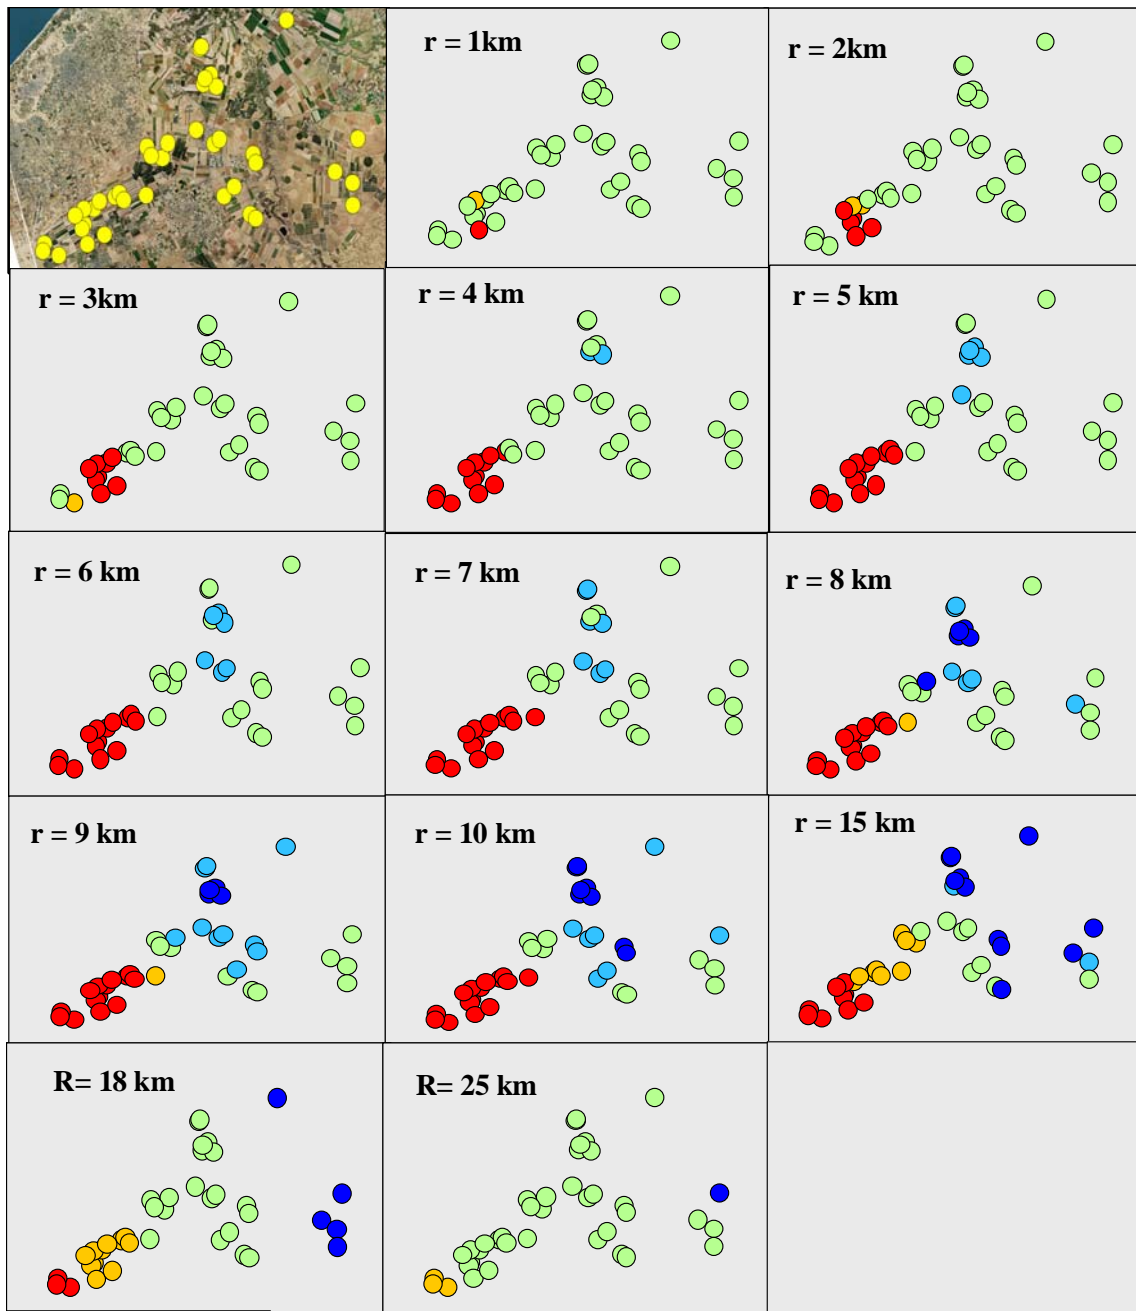 r = 1km
r = 2km
r = 3km
r = 4 km
r = 5 km
r = 6 km
r = 7 km
r = 8 km
r = 9 km
r = 10 km
r = 15 km
R= 18 km
R= 25 km